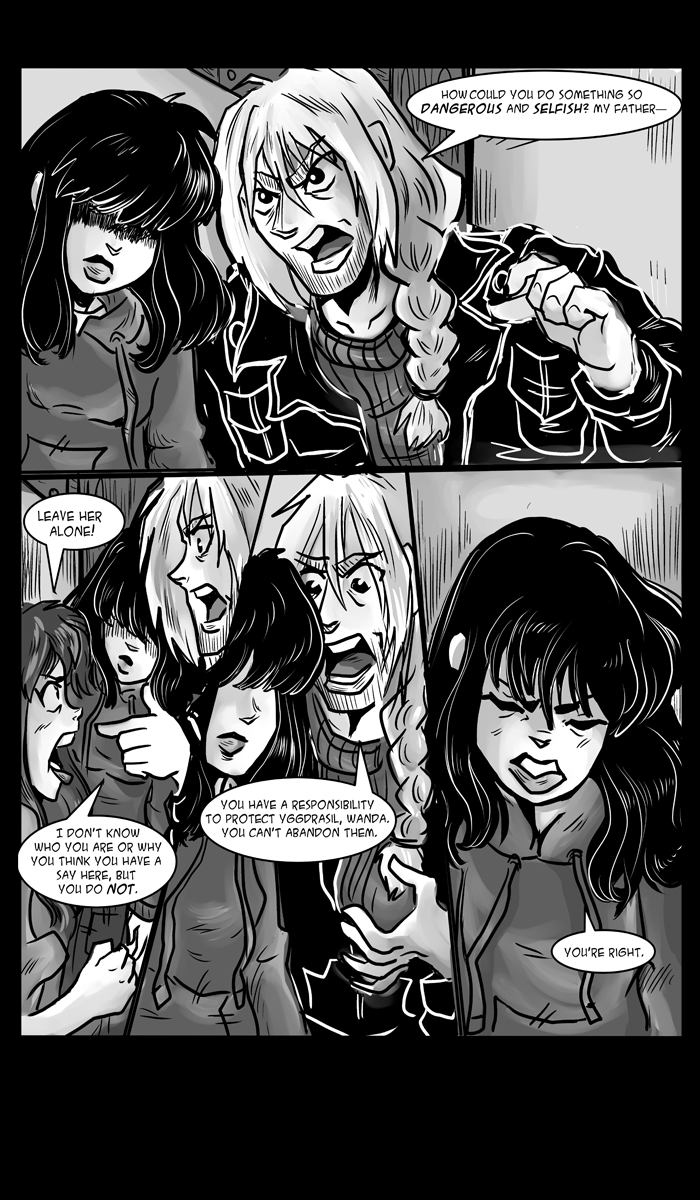 HOW COULD YOU DO SOMETHING SO
DANGEROUS AND SELFISH? MY FATHER—
LEAVE HER
ALONE!
I DON'T KNOW
WHO YOU ARE OR WHY
YOU THINK YOU HAVE A
SAY HERE, BUT
YOU DO NOT.
YOU HAVE A RESPONSIBILITY
TO PROTECT YGGDRASIL, WANDA.
YOU CAN'T ABANDON THEM.
YOU'RE RIGHT.